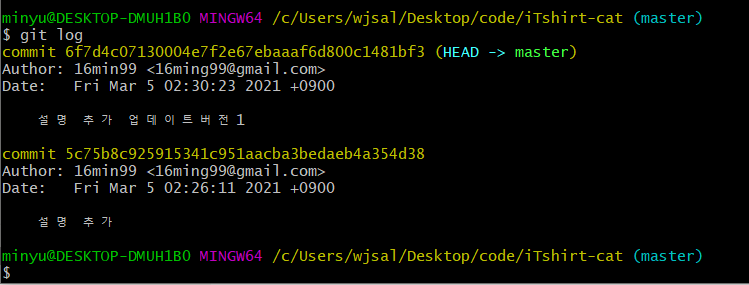 minyu@DESKTOP-DMUH1B0 MINGW64 /c/Users/wjsal/Desktop/code/iTshirt-cat (master)
$ git log
commit 6f7d4c07130004e7f2e67ebaaaf6d800c1481bf3 (HEAD -> master)
Author: 16min99 <16ming99@gmail.com>
Date:   Fri Mar 5 02:30:23 2021 +0900
설명 추가 업데이트버전1
commit 5c75b8c925915341c951aacba3bedaeb4a354d38
Author: 16min99 <16ming99@gmail.com>
Date:   Fri Mar 5 02:26:11 2021 +0900
설명 추가
minyu@DESKTOP-DMUH1B0 MINGW64 /c/Users/wjsal/Desktop/code/iTshirt-cat (master)
$